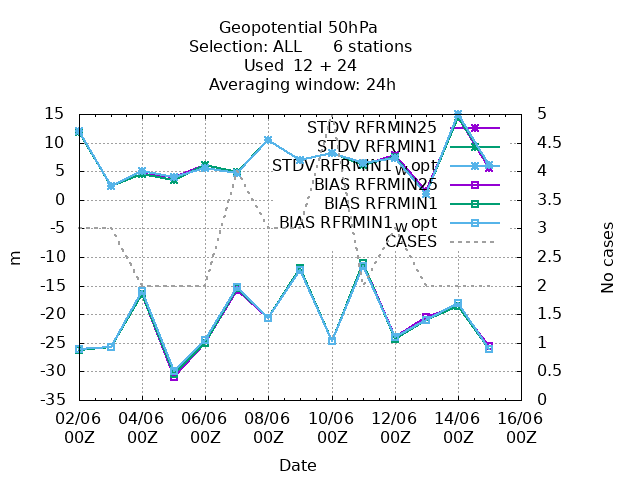 Geopotential 50hPa
Selection: ALL 6 stations
Used 12 + 24
Averaging window: 24h
15
10
5
0
-5
-10
-15
-20
-25
-30
-35
m
5
4.5
4
3.5
3
2.5
2
1.5
1
0.5
0
No cases
STDV RFRMIN25
STDV RFRMIN1
STDV RFRMIN1_w_opt
BIAS RFRMIN25
BIAS RFRMIN1
BIAS RFRMIN1_w_opt
CASES
02/06 04/06 06/06 08/06 10/06 12/06 14/06 16/06
00Z 00Z 00Z 00Z 00Z 00Z 00Z 00Z
Date